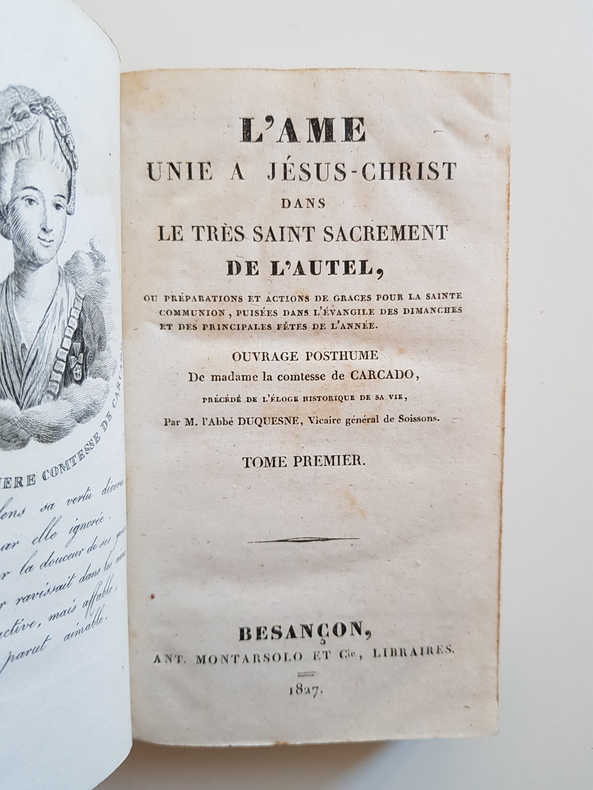 COMTESSE DE
sa vertu
elle ignorée.
la douceur de ses
ravissait dans
mais affable,
parut aimable.
L'AME
UNIE A JÉSUS-CHRIST
DANS
LE TRÈS SAINT SACREMENT
DE L'AUTEL,
OU PRÉPARATIONS ET ACTIONS DE GRACES POUR LA SAINTE
COMMUNION, PUISÉES DANS L'ÉVANGILE DES DIMANCHES
ET DES PRINCIPALES FÊTES DE L'ANNÉE.
OUVRAGE POSTHUME
De madame la comtesse de CARCADO,
PRÉCÉDÉ DE L'ÉLOGE HISTORIQUE DE SA VIE,
Par M. l'Abbé DUQUESNE, Vicaire général de Soissons.
TOME PREMIER.
BESANÇON,
ANT. MONTARSOLO ET Cie, LIBRAIRES.
1827.